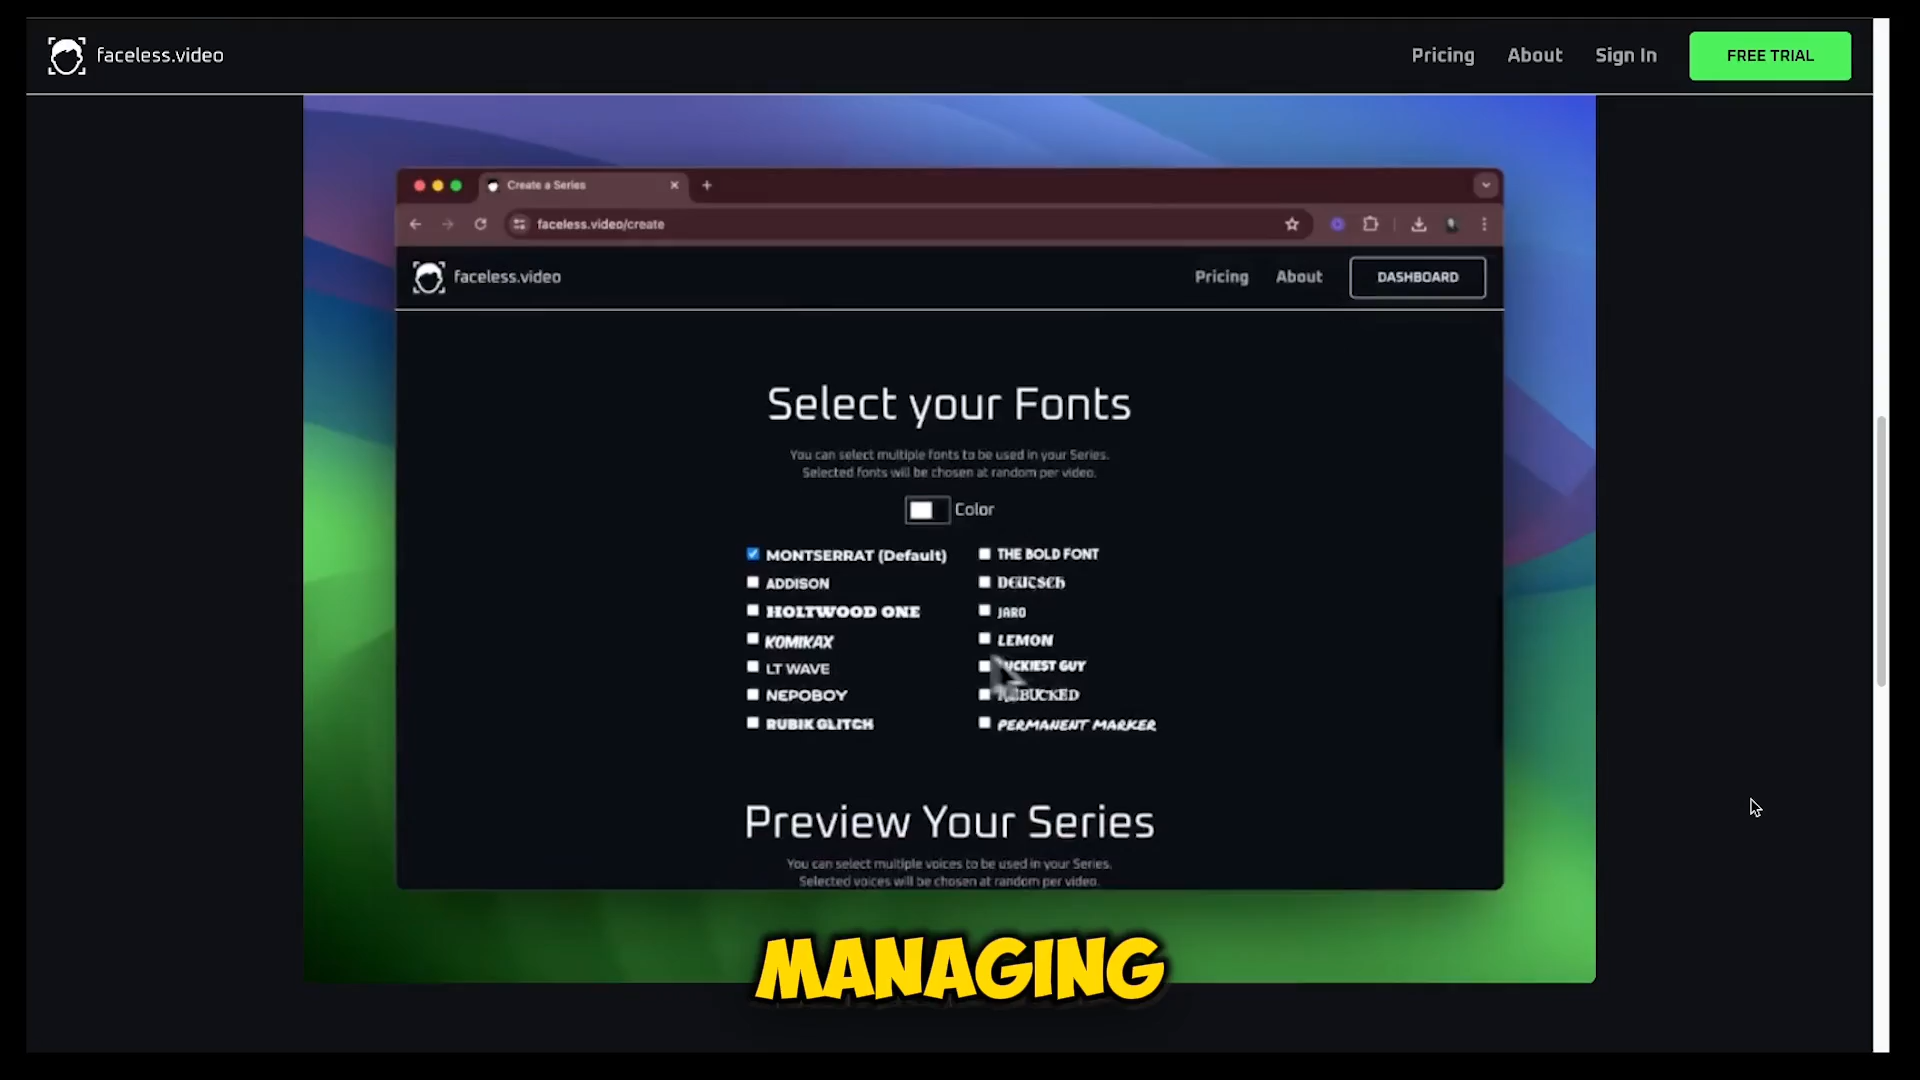 faceless.video
Pricing
About
Sign In
FREE TRIAL
Create a Series
faceless.video/create
faceless.video
Pricing
About
DASHBOARD
Select your Fonts
You can select multiple fonts to be used in your Series.
Selected fonts will be chosen at random per video.
Color
MONTSERRAT (Default)
THE BOLD FONT
ADDISON
DEUTSCH
HOLTWOOD ONE
JARO
KOMIKAX
LEMON
LT WAVE
UCKIEST GUY
NEPOBOY
RUBIK GLITCH
PERMANENT MARKER
Preview Your Series
You can select multiple voices to be used in your Series.
Selected voices will be chosen at random per video.
MANAGING